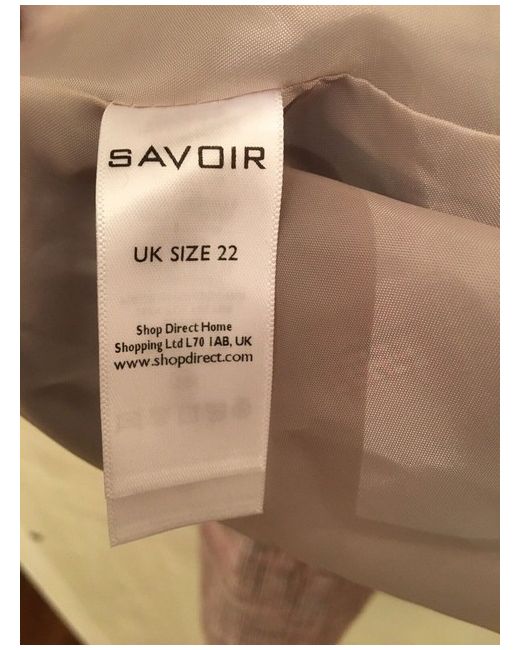 SAVOIR
UK SIZE 22
Shop Direct Home
Shopping Ltd L70 1AB, UK
www.shopdirect.com